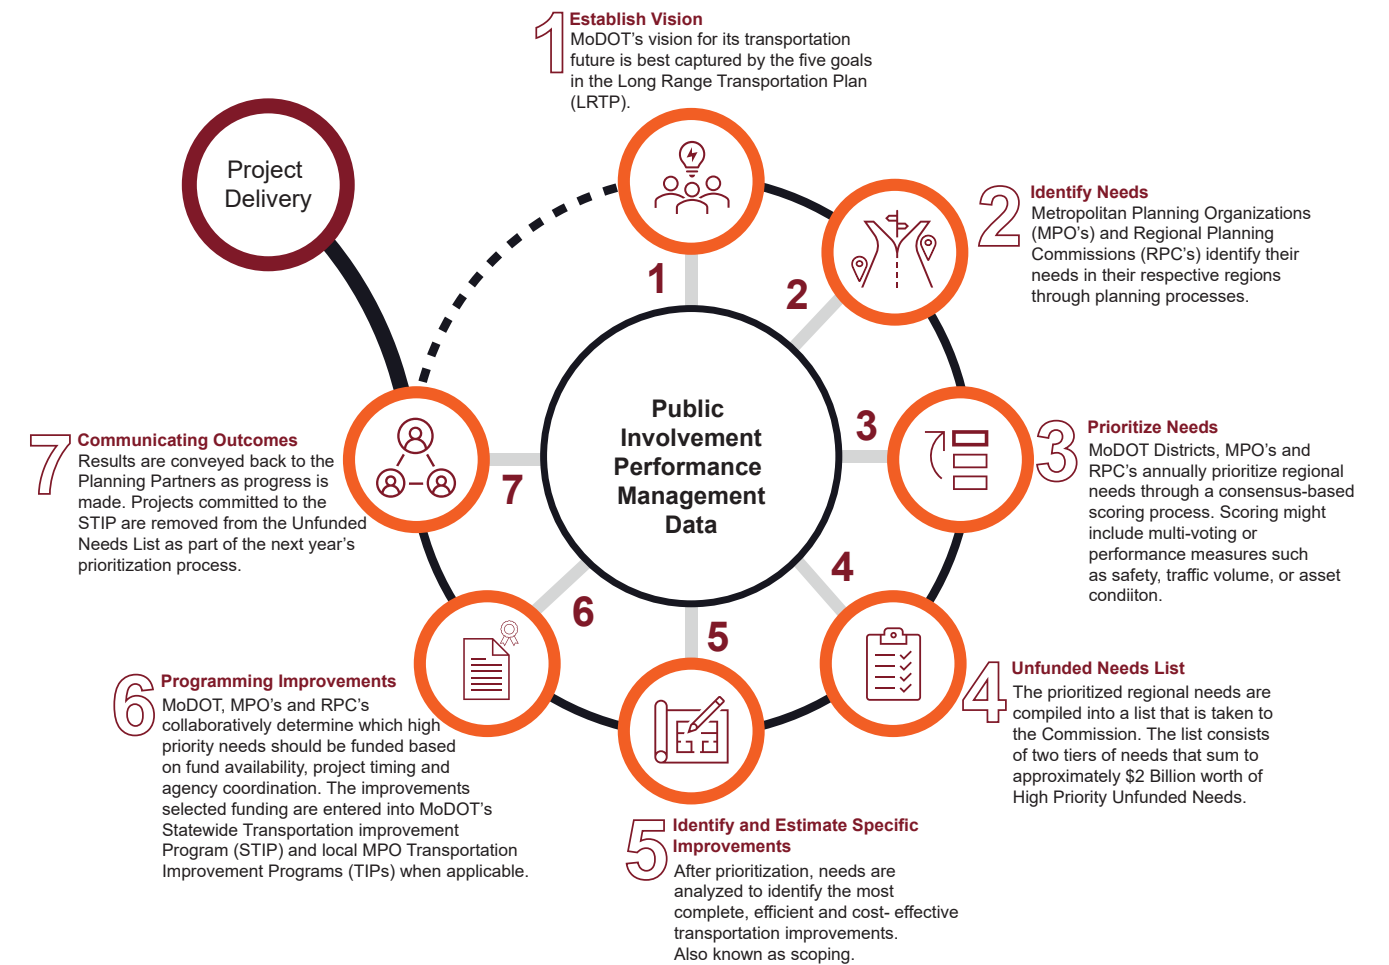 1
Establish Vision
MoDOT's vision for its transportation
future is best captured by the five goals
in the Long Range Transportation Plan
(LRTP).
Project
Delivery
2
Identify Needs
Metropolitan Planning Organizations
(MPO's) and Regional Planning
Commissions (RPC's) identify their
needs in their respective regions
through planning processes.
1
2
3
4
5
6
7
Public
Involvement
Performance
Management
Data
3
Prioritize Needs
MoDOT Districts, MPO's and
RPC's annually prioritize regional
needs through a consensus-based
scoring process. Scoring might
include multi-voting or
performance measures such
as safety, traffic volume, or asset
condiiton.
4
Unfunded Needs List
The prioritized regional needs are
compiled into a list that is taken to
the Commission. The list consists
of two tiers of needs that sum to
approximately $2 Billion worth of
High Priority Unfunded Needs.
5
Identify and Estimate Specific
Improvements
After prioritization, needs are
analyzed to identify the most
complete, efficient and cost- effective
transportation improvements.
Also known as scoping.
6
Programming Improvements
MoDOT, MPO's and RPC's
collaboratively determine which high
priority needs should be funded based
on fund availability, project timing and
agency coordination. The improvements
selected funding are entered into MoDOT's
Statewide Transportation improvement
Program (STIP) and local MPO Transportation
Improvement Programs (TIPs) when applicable.
7
Communicating Outcomes
Results are conveyed back to the
Planning Partners as progress is
made. Projects committed to the
STIP are removed from the Unfunded
Needs List as part of the next year's
prioritization process.